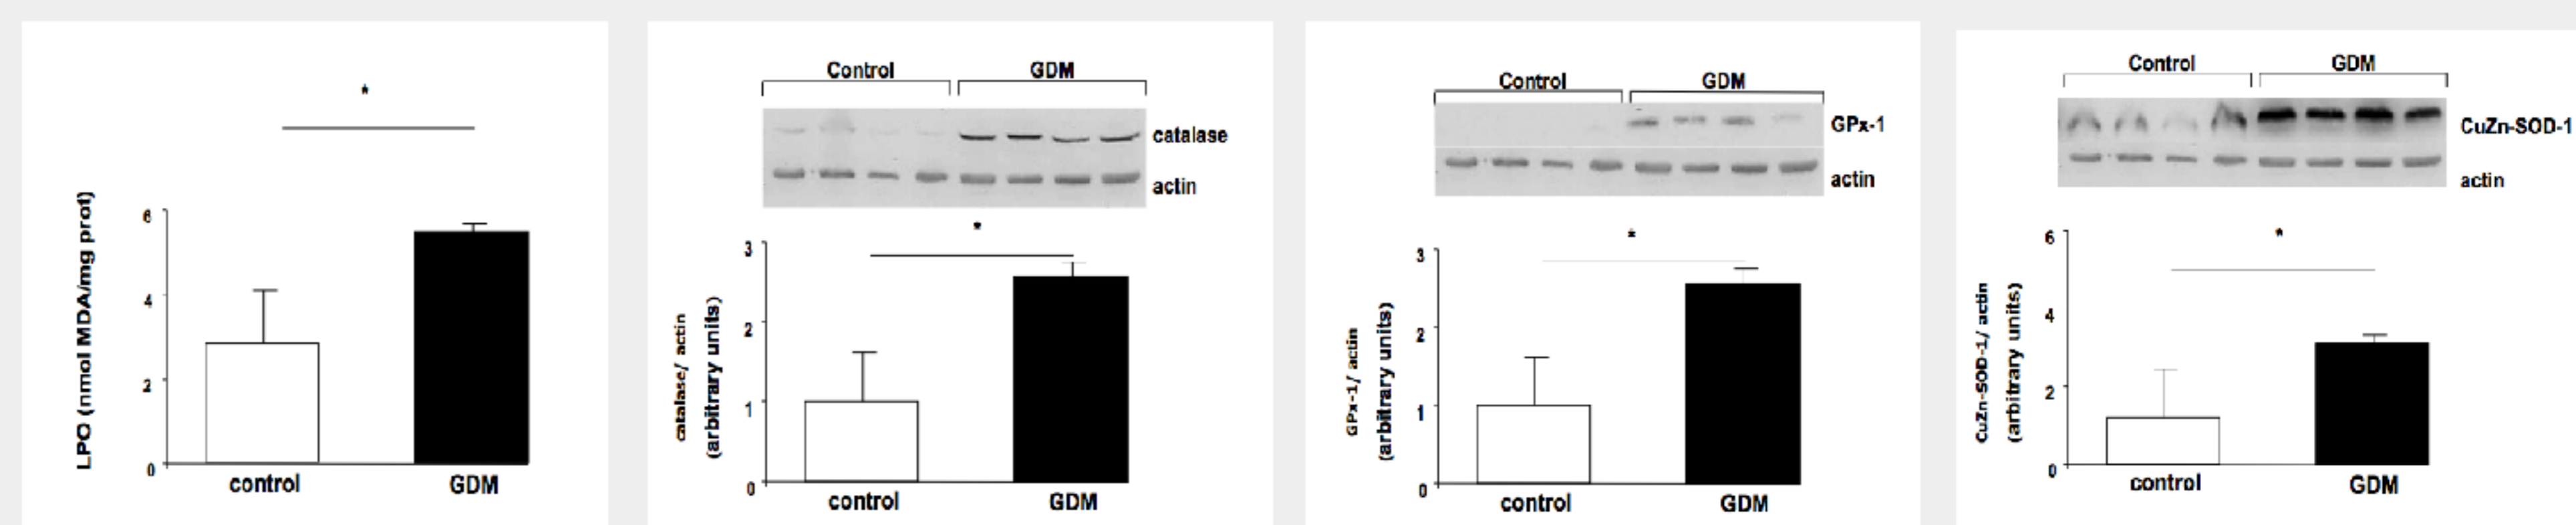 *
LPO (nmol MDA/mg prot)
6
4
2
0
control GDM
Control GDM
catalase
actin
*
catalase/ actin
(arbitrary units)
3
2
1
0
control GDM
Control GDM
GPx-1
actin
*
GPx-1/ actin
(arbitrary units)
3
2
1
0
control GDM
Control GDM
CuZn-SOD-1
actin
*
CuZn-SOD-1/ actin
(arbitrary units)
6
4
2
0
control GDM